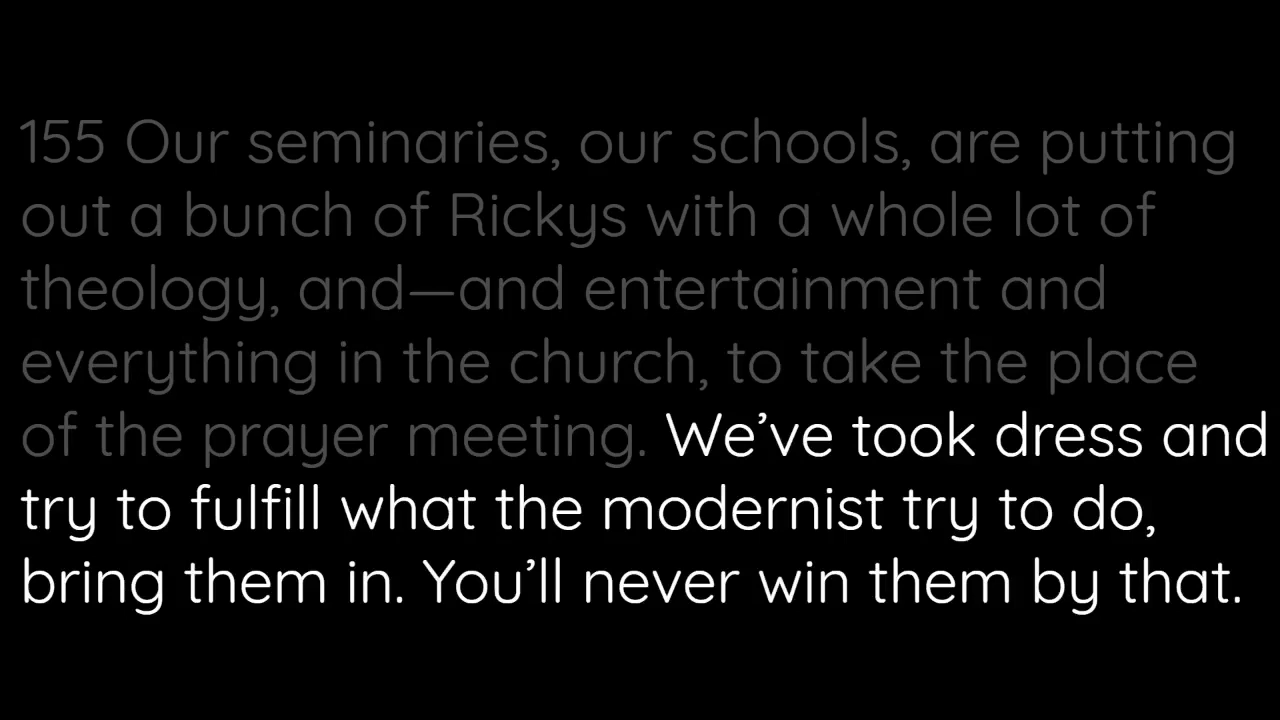 155 Our seminaries, our schools, are putting
out a bunch of Rickys with a whole lot of
theology, and—and entertainment and
everything in the church, to take the place
of the prayer meeting. We’ve took dress and
try to fulfill what the modernist try to do,
bring them in. You’ll never win them by that.